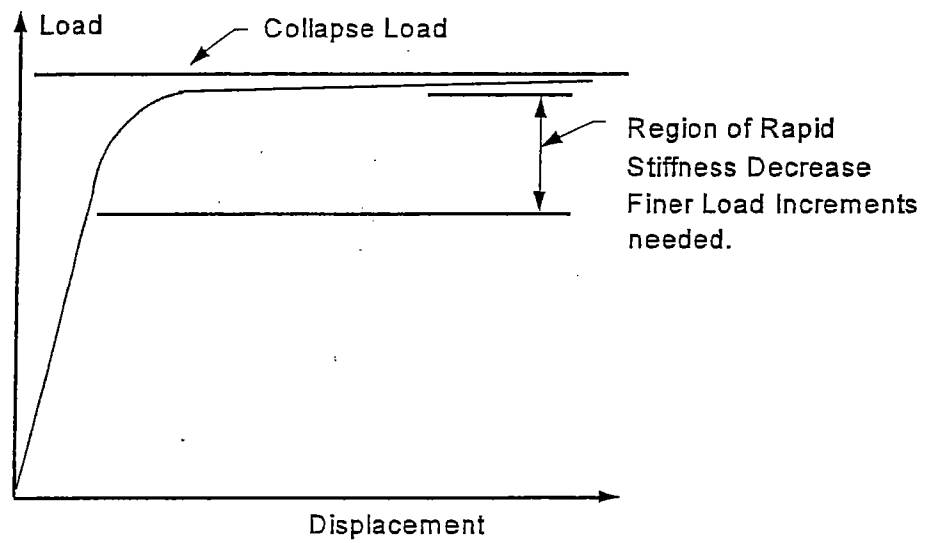 Load
Collapse Load
Region of Rapid
Stiffness Decrease
Finer Load Increments
needed.
Displacement